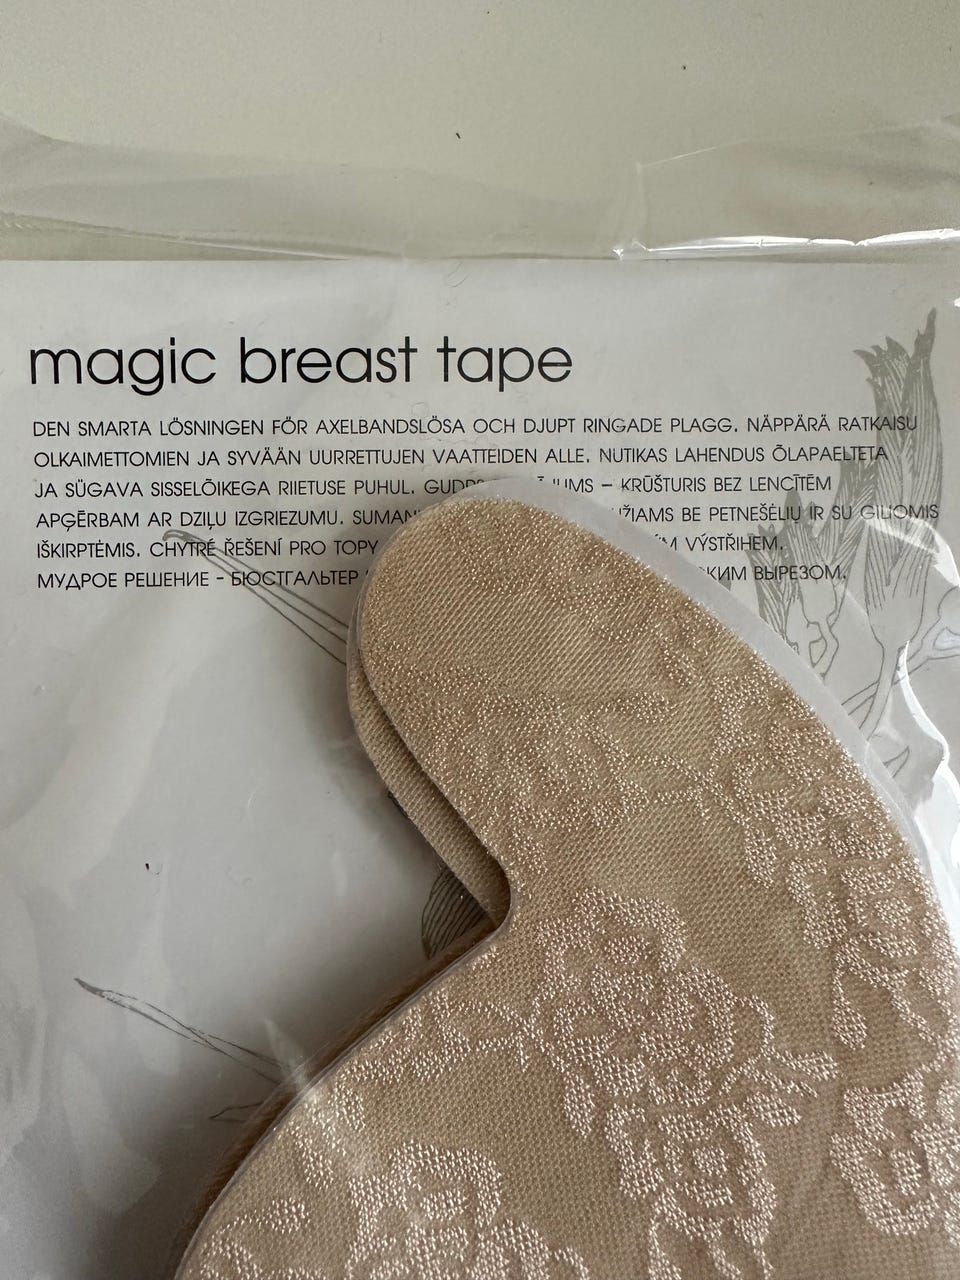 magic breast tape
DEN SMARTA LÖSNINGEN FÖR AXELBANDSLÖSA OCH DJUPT RINGADE PLAGG. NÄPPÄRÄ RATKAISU
OLKAIMETTOMIEN JA SYVÄÄN UURRETTUJEN VAATTEIDEN ALLE. NUTIKAS LAHENDUS ÕLAPAELTETA
JA SÜGAVA SISSELÕIKEGA RIIETUSE PUHUL. – KRŪŠTURIS BEZ LENCĪTĒM
APĢĒRBAM AR DZIĻU IZGRIEZUMU. BE PETNEŠĖLIŲ IR SU GILIOMIS
IŠKIRPTĖMIS. CHYTRÉ ŘEŠENÍ PRO TOPY VÝSTŘIHEM.
МУДРОЕ РЕШЕНИЕ - БЮСТГАЛЬТЕР ВЫРЕЗОМ.